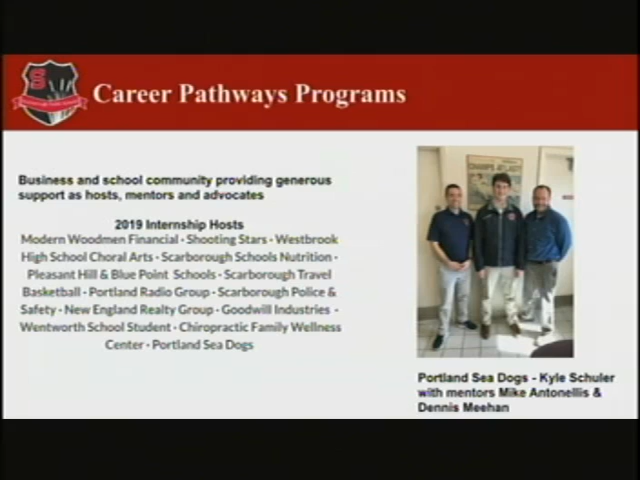 S
Career Pathways Programs
Business and school community providing generous
support as hosts, mentors and advocates
2019 Internship Hosts
Modern Woodmen Financial · Shooting Stars · Westbrook
High School Choral Arts · Scarborough Schools Nutrition ·
Pleasant Hill & Blue Point Schools · Scarborough Travel
Basketball · Portland Radio Group · Scarborough Police &
Safety · New England Realty Group · Goodwill Industries ·
Wentworth School Student · Chiropractic Family Wellness
Center · Portland Sea Dogs
Portland Sea Dogs - Kyle Schuler
with mentors Mike Antonellis &
Dennis Meehan